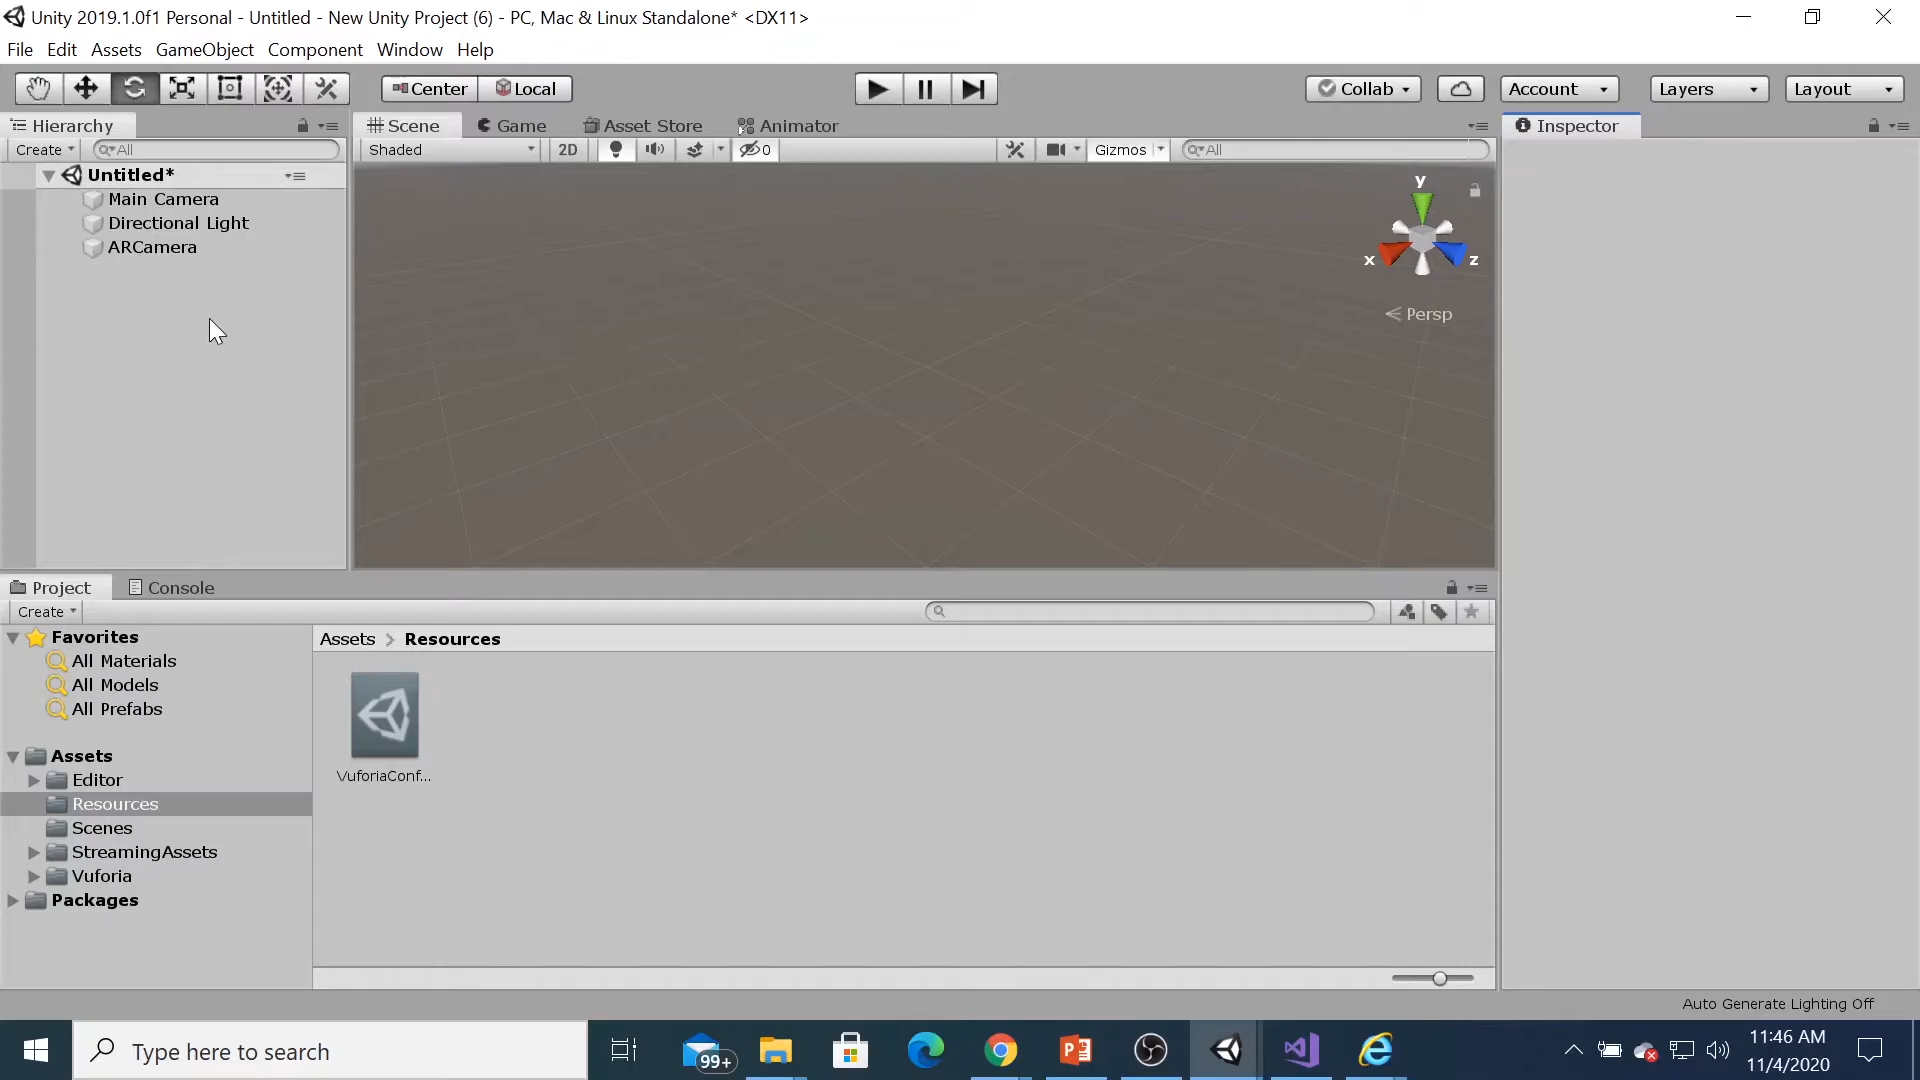 Unity 2019.1.0f1 Personal - Untitled - New Unity Project (6) - PC, Mac & Linux Standalone* <DX11>
File Edit Assets GameObject Component Window Help
Center Local Collab Account Layers Layout
Hierarchy Scene Game Asset Store Animator Inspector
Create All Shaded 2D 0 Gizmos All
Untitled*
Main Camera
Directional Light
ARCamera
y
x z
Persp
Project Console
Create
Favorites
All Materials
All Models
All Prefabs
Assets > Resources
VuforiaConf...
Assets
Editor
Resources
Scenes
StreamingAssets
Vuforia
Packages
Auto Generate Lighting Off
Type here to search
99+
11:46 AM
11/4/2020